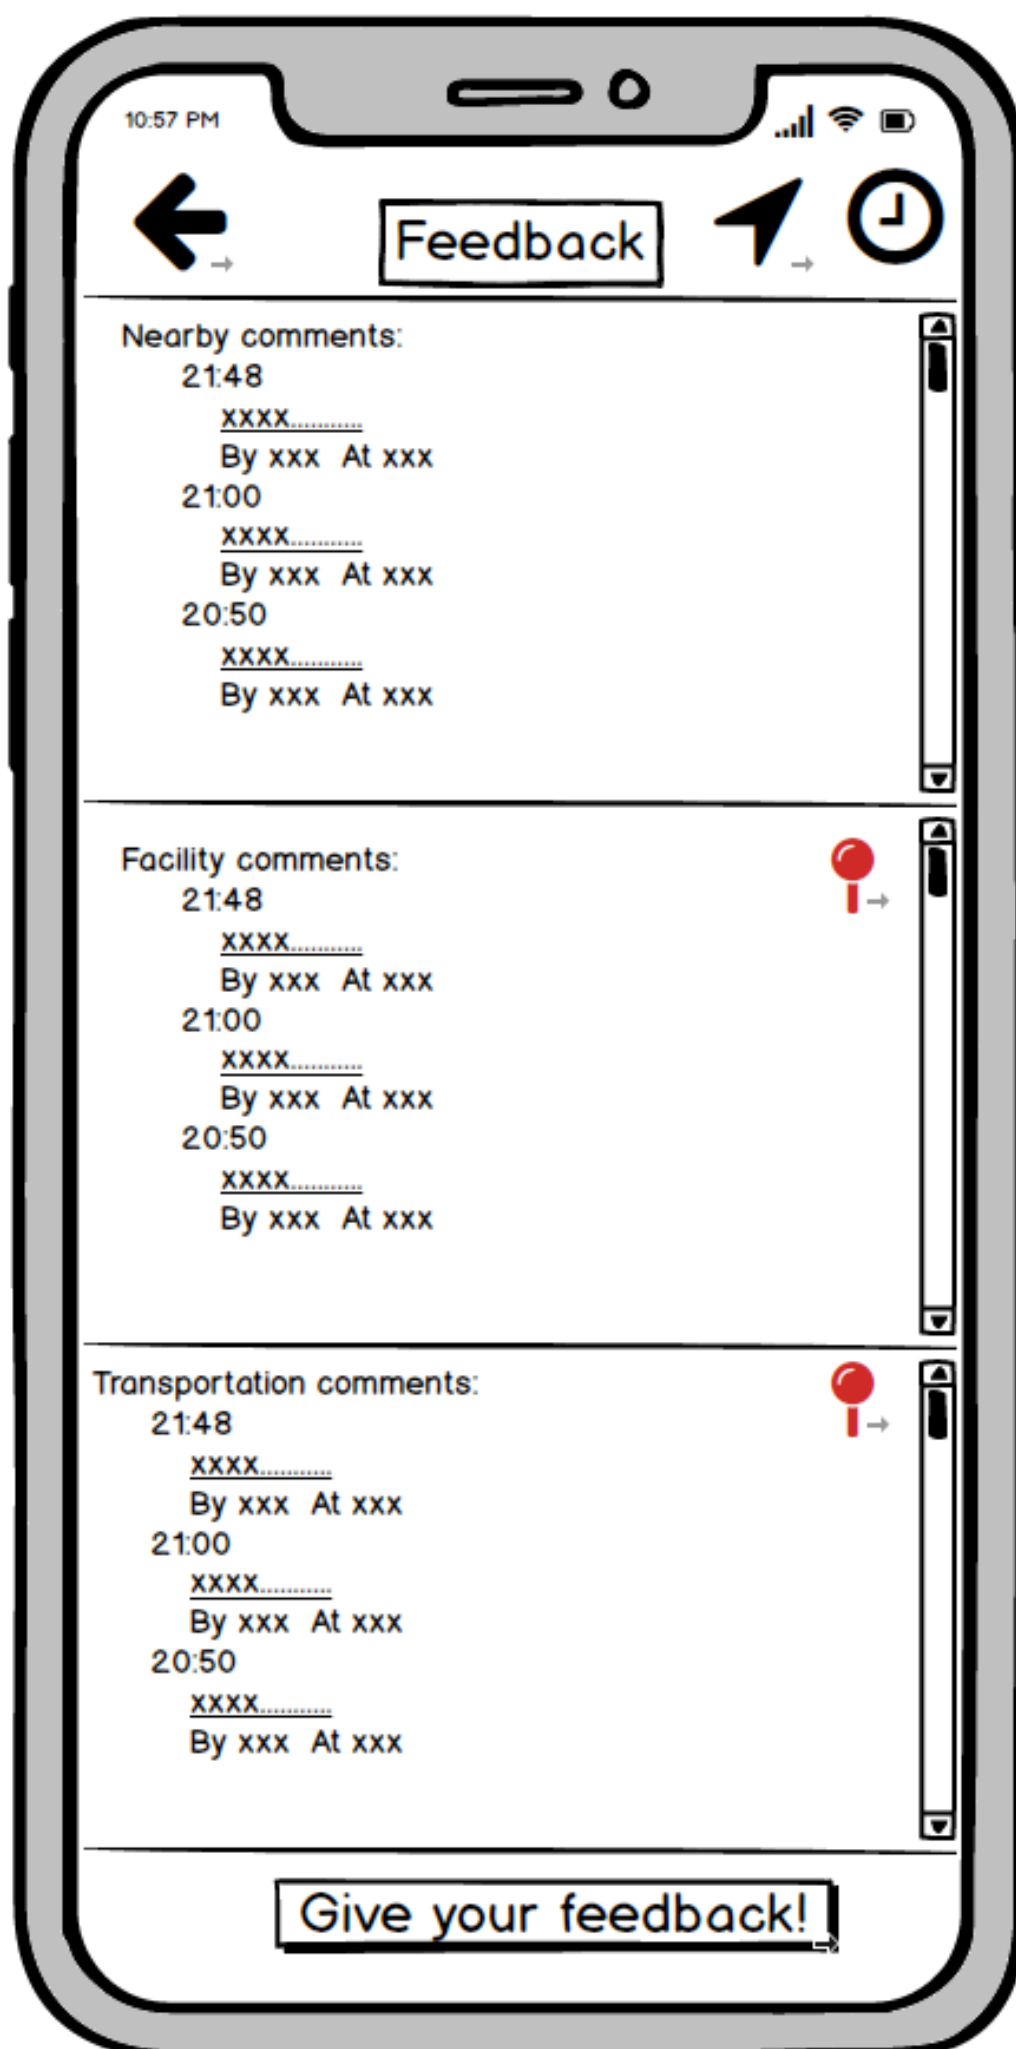 10:57 PM
Feedback
Nearby comments:
21:48
xxxx...........
By xxx At xxx
21:00
xxxx...........
By xxx At xxx
20:50
xxxx...........
By xxx At xxx
Facility comments:
21:48
xxxx...........
By xxx At xxx
21:00
xxxx...........
By xxx At xxx
20:50
xxxx...........
By xxx At xxx
Transportation comments:
21:48
xxxx...........
By xxx At xxx
21:00
xxxx...........
By xxx At xxx
20:50
xxxx...........
By xxx At xxx
Give your feedback!